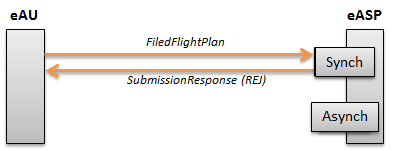 eAU
eASP
FiledFlightPlan
Synch
SubmissionResponse (REJ)
Asynch